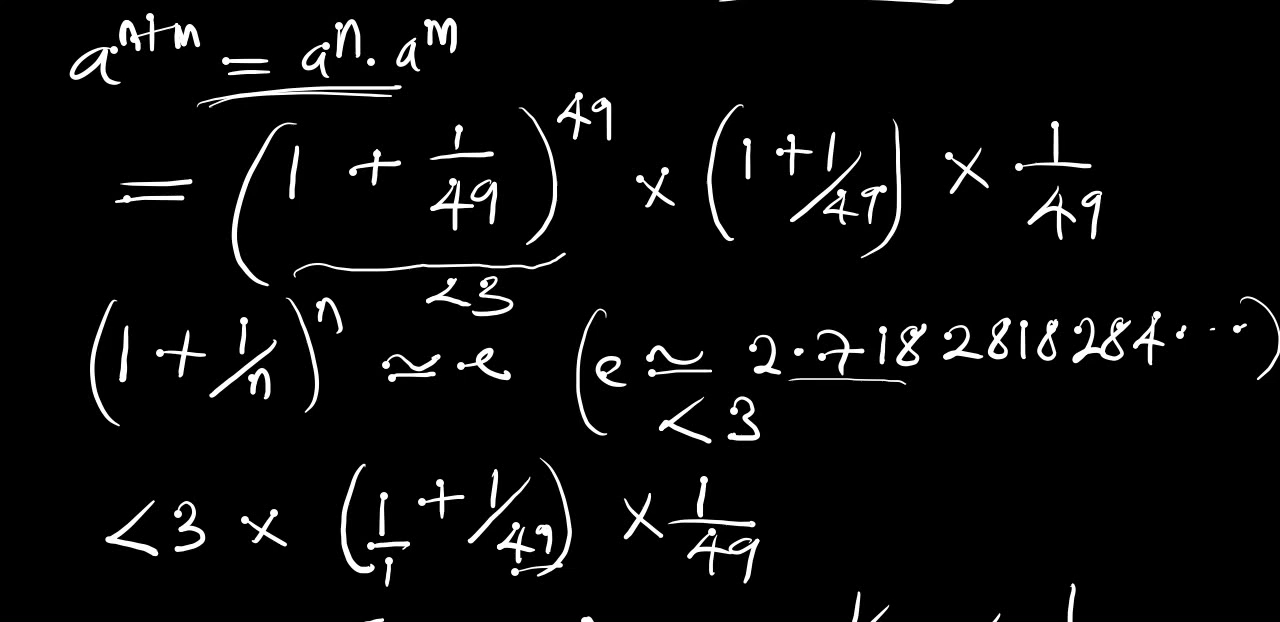 a^{n+m} = a^n · a^m
= (1 + 1/49)^{49} × (1 + 1/49) × 1/49
<3
(1 + 1/n)^n ≃ e (e ≃ 2.718281828284....)
<3
<3 × (1/1 + 1/49) × 1/49